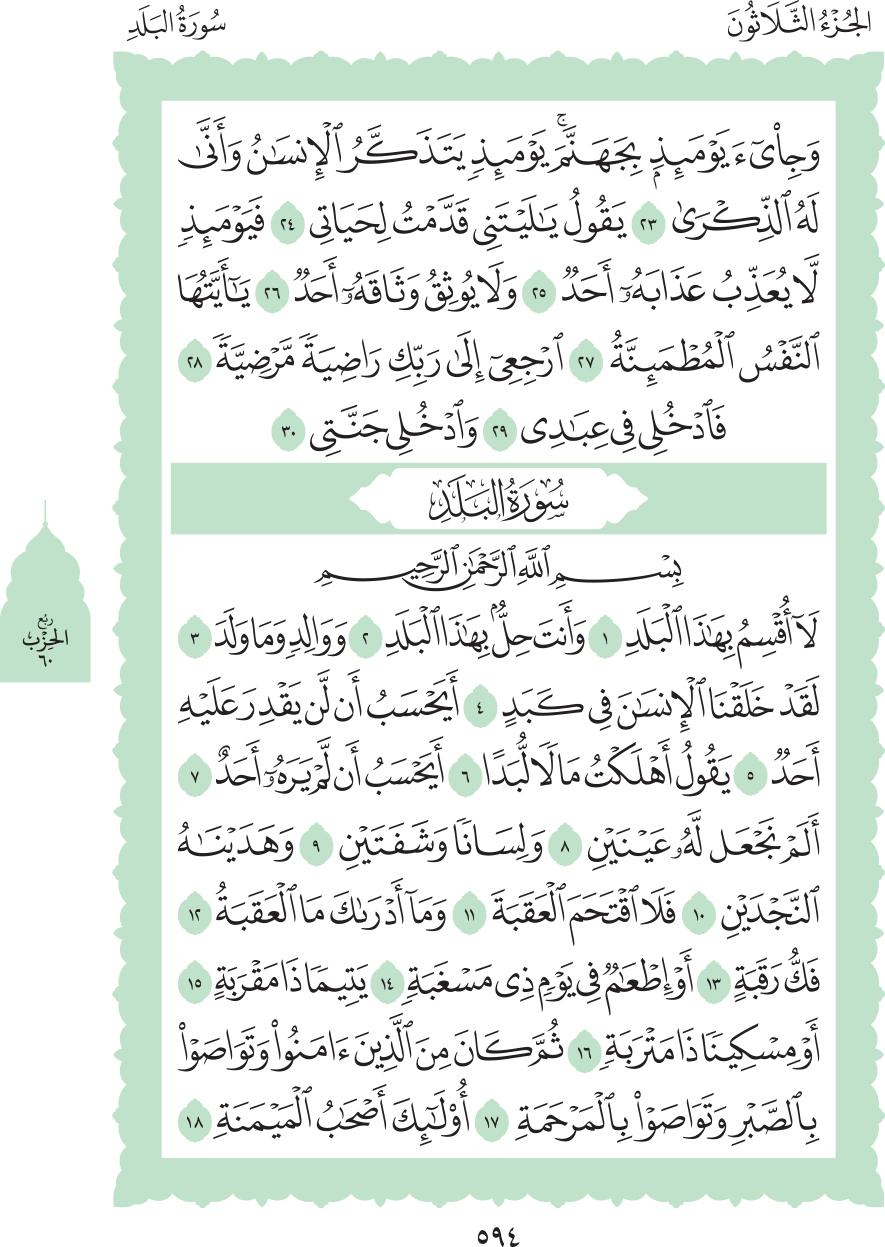 الجُزْءُ الثَّلَاثُونَ
سُورَةُ البَلَدِ
وَجِا۟ىٓءَ يَوْمَئِذِۭ بِجَهَنَّمَۚ يَوْمَئِذٍ يَتَذَكَّرُ ٱلْإِنسَٰنُ وَأَنَّىٰ
لَهُ ٱلذِّكْرَىٰ ٢٣ يَقُولُ يَٰلَيْتَنِى قَدَّمْتُ لِحَيَاتِى ٢٤ فَيَوْمَئِذٍ
لَّا يُعَذِّبُ عَذَابَهُۥٓ أَحَدٌ ٢٥ وَلَا يُوثِقُ وَثَاقَهُۥٓ أَحَدٌ ٢٦ يَٰٓأَيَّتُهَا
ٱلنَّفْسُ ٱلْمُطْمَئِنَّةُ ٢٧ ٱرْجِعِىٓ إِلَىٰ رَبِّكِ رَاضِيَةً مَّرْضِيَّةً ٢٨
فَٱدْخُلِى فِى عِبَٰدِى ٢٩ وَٱدْخُلِى جَنَّتِى ٣٠
سُورَةُ البَلَدِ
بِسْمِ ٱللَّهِ ٱلرَّحْمَٰنِ ٱلرَّحِيمِ
لَآ أُقْسِمُ بِهَٰذَا ٱلْبَلَدِ ١ وَأَنتَ حِلٌّۢ بِهَٰذَا ٱلْبَلَدِ ٢ وَوَالِدٍ وَمَا وَلَدَ ٣
لَقَدْ خَلَقْنَا ٱلْإِنسَٰنَ فِى كَبَدٍ ٤ أَيَحْسَبُ أَن لَّن يَقْدِرَ عَلَيْهِ
أَحَدٌ ٥ يَقُولُ أَهْلَكْتُ مَالًا لُّبَدًا ٦ أَيَحْسَبُ أَن لَّمْ يَرَهُۥٓ أَحَدٌ ٧
أَلَمْ نَجْعَل لَّهُۥ عَيْنَيْنِ ٨ وَلِسَانًا وَشَفَتَيْنِ ٩ وَهَدَيْنَٰهُ
ٱلنَّجْدَيْنِ ١٠ فَلَا ٱقْتَحَمَ ٱلْعَقَبَةَ ١١ وَمَآ أَدْرَىٰكَ مَا ٱلْعَقَبَةُ ١٢
فَكُّ رَقَبَةٍ ١٣ أَوْ إِطْعَٰمٌ فِى يَوْمٍ ذِى مَسْغَبَةٍ ١٤ يَتِيمًا ذَا مَقْرَبَةٍ ١٥
أَوْ مِسْكِينًا ذَا مَتْرَبَةٍ ١٦ ثُمَّ كَانَ مِنَ ٱلَّذِينَ ءَامَنُوا۟ وَتَوَاصَوْا۟
بِٱلصَّبْرِ وَتَوَاصَوْا۟ بِٱلْمَرْحَمَةِ ١٧ أُو۟لَٰٓئِكَ أَصْحَٰبُ ٱلْمَيْمَنَةِ ١٨
رُبُع
الحِزْب
٦٠
٥٩٤